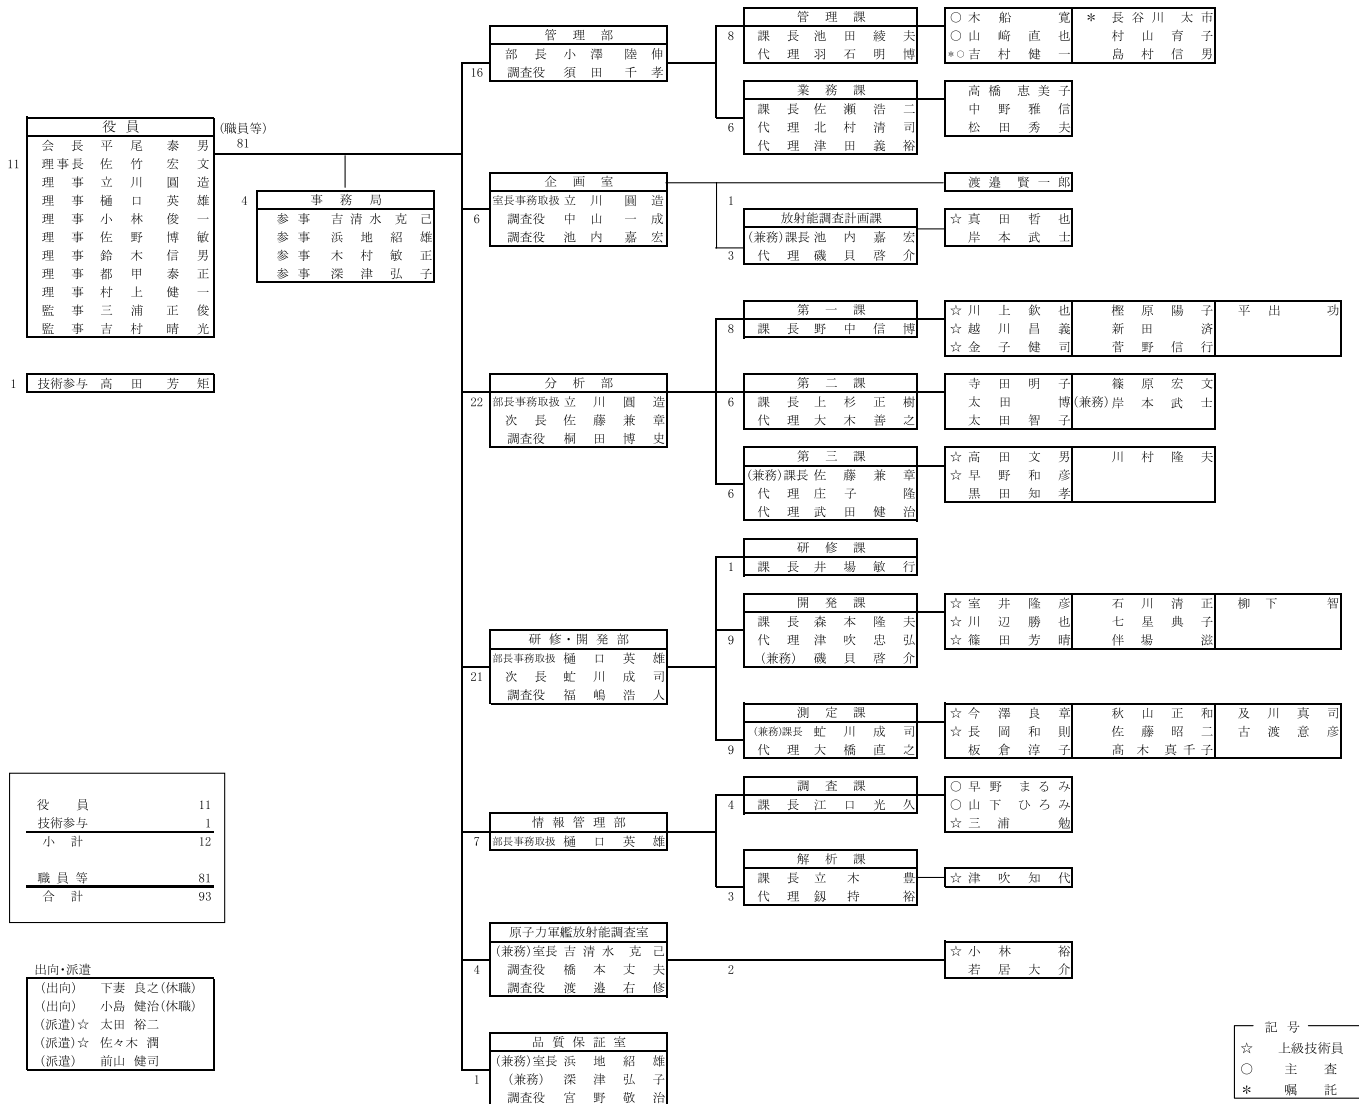 役 員
(職員等)
81
11
会 長 平 尾 泰 男
理事長 佐 竹 宏 文
理 事 立 川 圓 造
理 事 樋 口 英 雄
理 事 小 林 俊 一
理 事 佐 野 博 敏
理 事 鈴 木 信 男
理 事 都 甲 泰 正
理 事 村 上 健 一
監 事 三 浦 正 俊
監 事 吉 村 晴 光
1 技術参与 高 田 芳 矩
4
事 務 局
参 事 吉 清 水 克 己
参 事 浜 地 紹 雄
参 事 木 村 敏 正
参 事 深 津 弘 子
管 理 部
16
部 長 小 澤 陸 伸
調査役 須 田 千 孝
管 理 課
8
課 長 池 田 綾 夫
代 理 羽 石 明 博
○ 木 船 寛 * 長 谷 川 太 市
○ 山 﨑 直 也 村 山 育 子
*○ 吉 村 健 一 島 村 信 男
業 務 課
6
課 長 佐 瀬 浩 二
代 理 北 村 清 司
代 理 津 田 義 裕
高 橋 恵 美 子
中 野 雅 信
松 田 秀 夫
企 画 室
6
室長事務取扱 立 川 圓 造
調査役 中 山 一 成
調査役 池 内 嘉 宏
1
渡 邉 賢 一 郎
放射能調査計画課
3
(兼務)課長 池 内 嘉 宏
代 理 磯 貝 啓 介
☆ 真 田 哲 也
岸 本 武 士
分 析 部
22
部長事務取扱 立 川 圓 造
次 長 佐 藤 兼 章
調査役 桐 田 博 史
第 一 課
8
課 長 野 中 信 博
☆ 川 上 欽 也 樫 原 陽 子 平 出 功
☆ 越 川 昌 義 新 田 済
☆ 金 子 健 司 菅 野 信 行
第 二 課
6
課 長 上 杉 正 樹
代 理 大 木 善 之
寺 田 明 子 篠 原 宏 文
太 田 博 (兼務) 岸 本 武 士
太 田 智 子
第 三 課
6
(兼務)課長 佐 藤 兼 章
代 理 庄 子 隆
代 理 武 田 健 治
☆ 高 田 文 男 川 村 隆 夫
☆ 早 野 和 彦
黒 田 知 孝
研 修・開 発 部
21
部長事務取扱 樋 口 英 雄
次 長 虻 川 成 司
調査役 福 嶋 浩 人
研 修 課
1
課 長 井 場 敏 行
開 発 課
9
課 長 森 本 隆 夫
代 理 津 吹 忠 弘
(兼務) 磯 貝 啓 介
☆ 室 井 隆 彦 石 川 清 正 柳 下 智
☆ 川 辺 勝 也 七 星 典 子
☆ 篠 田 芳 晴 伴 場 滋
測 定 課
9
(兼務)課長 虻 川 成 司
代 理 大 橋 直 之
☆ 今 澤 良 章 秋 山 正 和 及 川 真 司
☆ 長 岡 和 則 佐 藤 昭 二 古 渡 意 彦
板 倉 淳 子 髙 木 真 千 子
情 報 管 理 部
7
部長事務取扱 樋 口 英 雄
調 査 課
4
課 長 江 口 光 久
○ 早 野 ま る み
○ 山 下 ひ ろ み
☆ 三 浦 勉
解 析 課
3
課 長 立 木 豊
代 理 釼 持 裕
☆ 津 吹 知 代
原子力軍艦放射能調査室
4
(兼務)室長 吉 清 水 克 己
調査役 橋 本 丈 夫
調査役 渡 邉 右 修
2
☆ 小 林 裕
若 居 大 介
品 質 保 証 室
1
(兼務)室長 浜 地 紹 雄
(兼務) 深 津 弘 子
調査役 宮 野 敬 治
役 員 11
技術参与 1
小 計 12
職 員 等 81
合 計 93
出向・派遣
(出向) 下妻 良之(休職)
(出向) 小島 健治(休職)
(派遣)☆ 太田 裕二
(派遣)☆ 佐々木 潤
(派遣) 前山 健司
記 号
☆ 上級技術員
○ 主 査
* 嘱 託